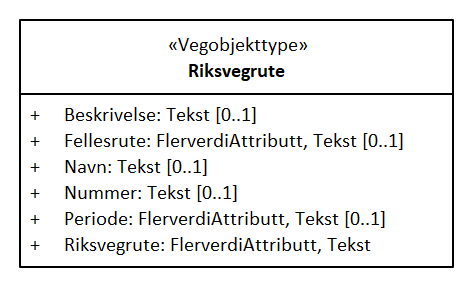 «Vegobjekttype»
Riksvegrute
+ Beskrivelse: Tekst [0..1]
+ Fellesrute: FlerverdiAttributt, Tekst [0..1]
+ Navn: Tekst [0..1]
+ Nummer: Tekst [0..1]
+ Periode: FlerverdiAttributt, Tekst [0..1]
+ Riksvegrute: FlerverdiAttributt, Tekst